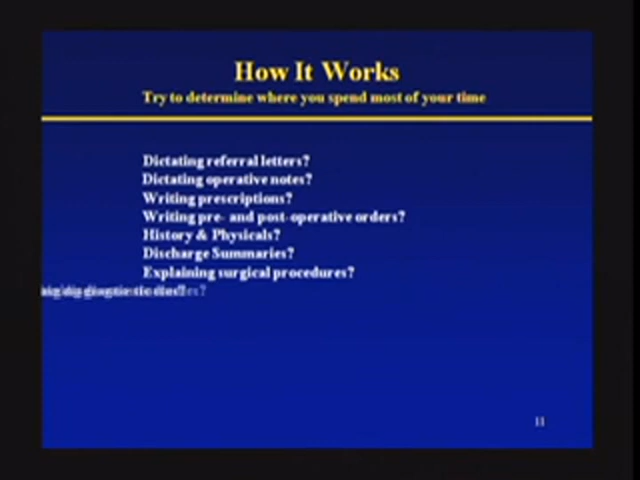 How It Works
Try to determine where you spend most of your time
Dictating referral letters?
Dictating operative notes?
Writing prescriptions?
Writing pre- and post-operative orders?
History & Physicals?
Discharge Summaries?
Explaining surgical procedures?
diagnostic
11